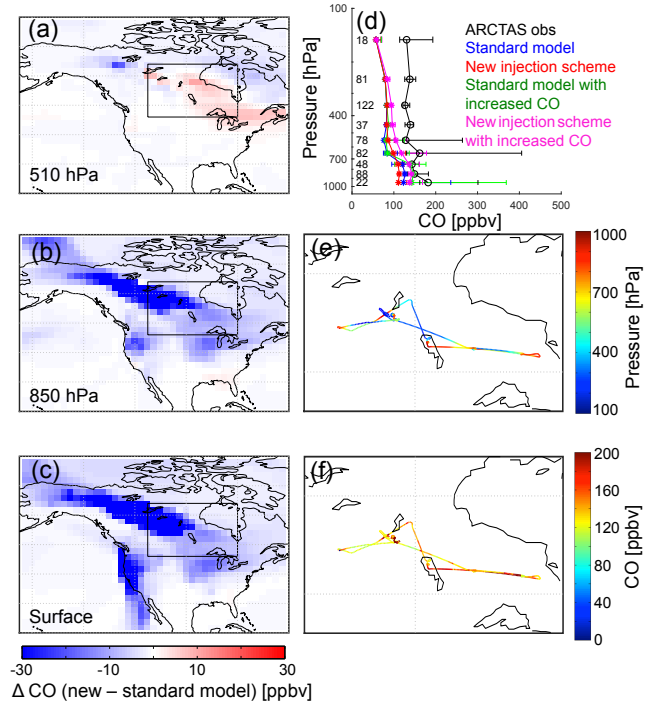 (a)
510 hPa
(b)
850 hPa
(c)
Surface
-30
-10
10
30
Δ CO (new – standard model) [ppbv]
(d)
ARCTAS obs
Standard model
New injection scheme
Standard model with
increased CO
New injection scheme
with increased CO
Pressure [hPa]
200
400
700
1000
18
81
122
37
78
82
48
88
22
0
100
200
300
400
500
CO [ppbv]
(e)
1000
700
400
100
Pressure [hPa]
(f)
200
160
120
80
40
0
CO [ppbv]